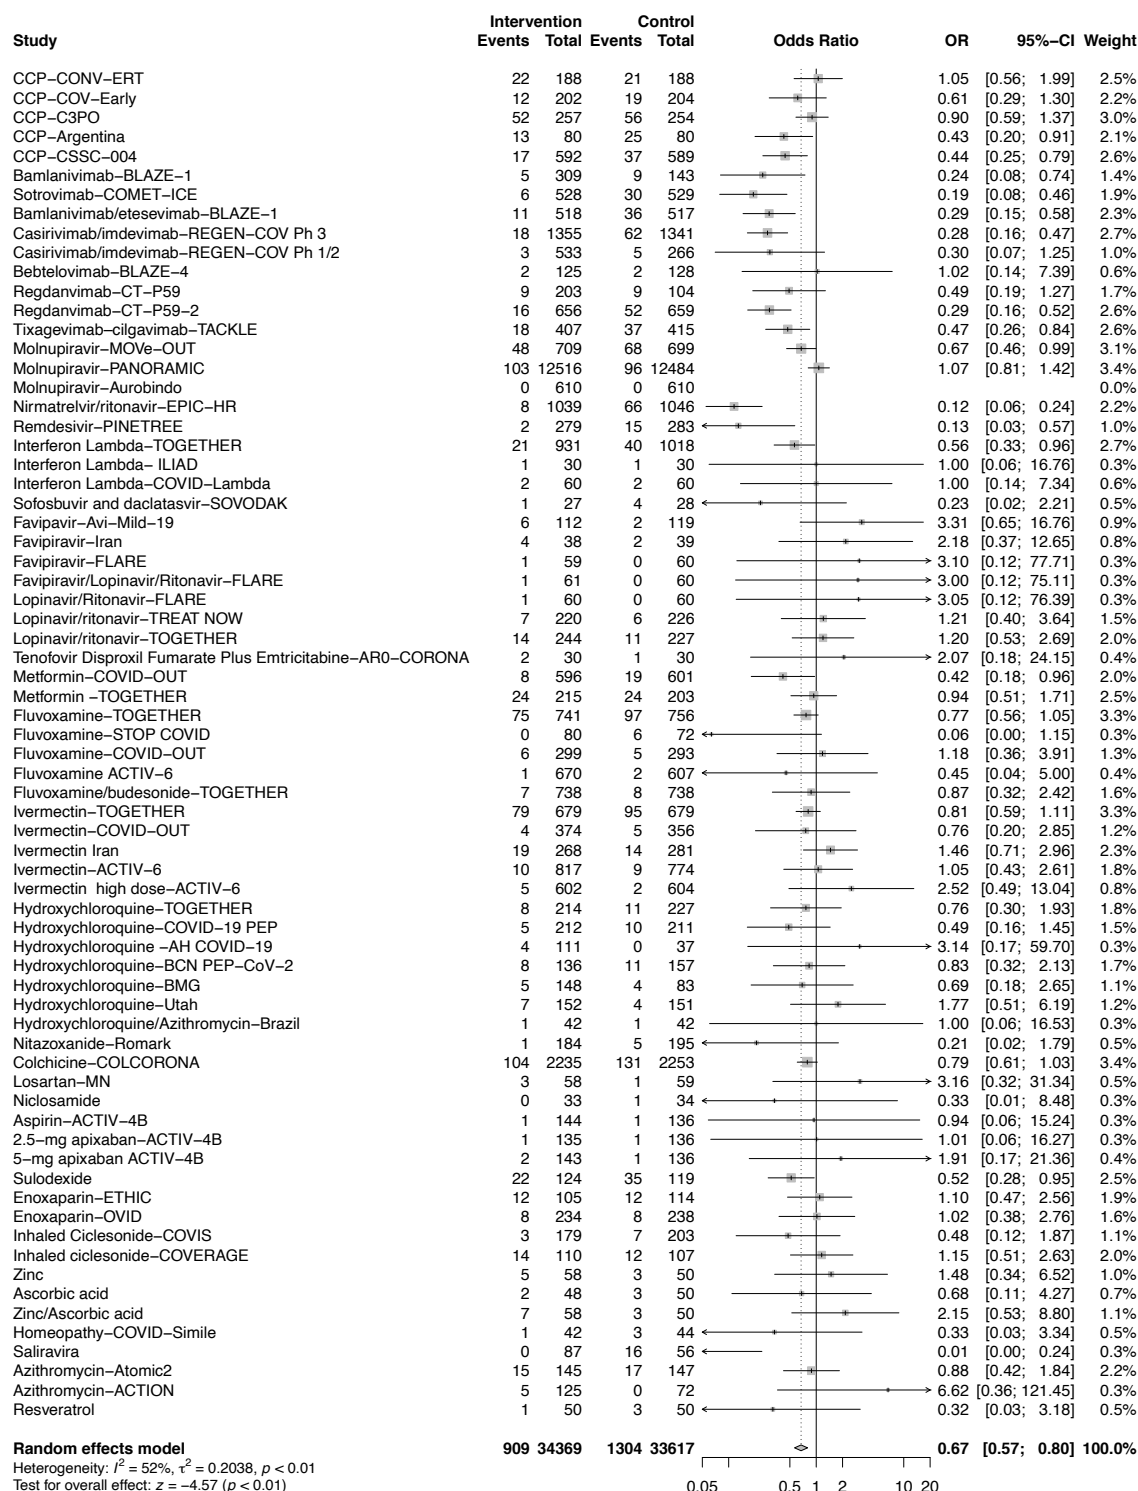 Intervention Control
Study Events Total Events Total Odds Ratio OR 95%−CI Weight
CCP−CONV−ERT 22 188 21 188 1.05 [0.56; 1.99] 2.5%
CCP−COV−Early 12 202 19 204 0.61 [0.29; 1.30] 2.2%
CCP−C3PO 52 257 56 254 0.90 [0.59; 1.37] 3.0%
CCP−Argentina 13 80 25 80 0.43 [0.20; 0.91] 2.1%
CCP−CSSC−004 17 592 37 589 0.44 [0.25; 0.79] 2.6%
Bamlanivimab−BLAZE−1 5 309 9 143 0.24 [0.08; 0.74] 1.4%
Sotrovimab−COMET−ICE 6 528 30 529 0.19 [0.08; 0.46] 1.9%
Bamlanivimab/etesevimab−BLAZE−1 11 518 36 517 0.29 [0.15; 0.58] 2.3%
Casirivimab/imdevimab−REGEN−COV Ph 3 18 1355 62 1341 0.28 [0.16; 0.47] 2.7%
Casirivimab/imdevimab−REGEN−COV Ph 1/2 3 533 5 266 0.30 [0.07; 1.25] 1.0%
Bebtelovimab−BLAZE−4 2 125 2 128 1.02 [0.14; 7.39] 0.6%
Regdanvimab−CT−P59 9 203 9 104 0.49 [0.19; 1.27] 1.7%
Regdanvimab−CT−P59−2 16 656 52 659 0.29 [0.16; 0.52] 2.6%
Tixagevimab−cilgavimab−TACKLE 18 407 37 415 0.47 [0.26; 0.84] 2.6%
Molnupiravir−MOVe−OUT 48 709 68 699 0.67 [0.46; 0.99] 3.1%
Molnupiravir−PANORAMIC 103 12516 96 12484 1.07 [0.81; 1.42] 3.4%
Molnupiravir−Aurobindo 0 610 0 610 0.0%
Nirmatrelvir/ritonavir−EPIC−HR 8 1039 66 1046 0.12 [0.06; 0.24] 2.2%
Remdesivir−PINETREE 2 279 15 283 0.13 [0.03; 0.57] 1.0%
Interferon Lambda−TOGETHER 21 931 40 1018 0.56 [0.33; 0.96] 2.7%
Interferon Lambda− ILIAD 1 30 1 30 1.00 [0.06; 16.76] 0.3%
Interferon Lambda−COVID−Lambda 2 60 2 60 1.00 [0.14; 7.34] 0.6%
Sofosbuvir and daclatasvir−SOVODAK 1 27 4 28 0.23 [0.02; 2.21] 0.5%
Favipavir−Avi−Mild−19 6 112 2 119 3.31 [0.65; 16.76] 0.9%
Favipiravir−Iran 4 38 2 39 2.18 [0.37; 12.65] 0.8%
Favipiravir−FLARE 1 59 0 60 3.10 [0.12; 77.71] 0.3%
Favipiravir/Lopinavir/Ritonavir−FLARE 1 61 0 60 3.00 [0.12; 75.11] 0.3%
Lopinavir/Ritonavir−FLARE 1 60 0 60 3.05 [0.12; 76.39] 0.3%
Lopinavir/ritonavir−TREAT NOW 7 220 6 226 1.21 [0.40; 3.64] 1.5%
Lopinavir/ritonavir−TOGETHER 14 244 11 227 1.20 [0.53; 2.69] 2.0%
Tenofovir Disproxil Fumarate Plus Emtricitabine−AR0−CORONA 2 30 1 30 2.07 [0.18; 24.15] 0.4%
Metformin−COVID−OUT 8 596 19 601 0.42 [0.18; 0.96] 2.0%
Metformin −TOGETHER 24 215 24 203 0.94 [0.51; 1.71] 2.5%
Fluvoxamine−TOGETHER 75 741 97 756 0.77 [0.56; 1.05] 3.3%
Fluvoxamine−STOP COVID 0 80 6 72 0.06 [0.00; 1.15] 0.3%
Fluvoxamine−COVID−OUT 6 299 5 293 1.18 [0.36; 3.91] 1.3%
Fluvoxamine ACTIV−6 1 670 2 607 0.45 [0.04; 5.00] 0.4%
Fluvoxamine/budesonide−TOGETHER 7 738 8 738 0.87 [0.32; 2.42] 1.6%
Ivermectin−TOGETHER 79 679 95 679 0.81 [0.59; 1.11] 3.3%
Ivermectin−COVID−OUT 4 374 5 356 0.76 [0.20; 2.85] 1.2%
Ivermectin Iran 19 268 14 281 1.46 [0.71; 2.96] 2.3%
Ivermectin−ACTIV−6 10 817 9 774 1.05 [0.43; 2.61] 1.8%
Ivermectin high dose−ACTIV−6 5 602 2 604 2.52 [0.49; 13.04] 0.8%
Hydroxychloroquine−TOGETHER 8 214 11 227 0.76 [0.30; 1.93] 1.8%
Hydroxychloroquine−COVID−19 PEP 5 212 10 211 0.49 [0.16; 1.45] 1.5%
Hydroxychloroquine −AH COVID−19 4 111 0 37 3.14 [0.17; 59.70] 0.3%
Hydroxychloroquine−BCN PEP−CoV−2 8 136 11 157 0.83 [0.32; 2.13] 1.7%
Hydroxychloroquine−BMG 5 148 4 83 0.69 [0.18; 2.65] 1.1%
Hydroxychloroquine−Utah 7 152 4 151 1.77 [0.51; 6.19] 1.2%
Hydroxychloroquine/Azithromycin−Brazil 1 42 1 42 1.00 [0.06; 16.53] 0.3%
Nitazoxanide−Romark 1 184 5 195 0.21 [0.02; 1.79] 0.5%
Colchicine−COLCORONA 104 2235 131 2253 0.79 [0.61; 1.03] 3.4%
Losartan−MN 3 58 1 59 3.16 [0.32; 31.34] 0.5%
Niclosamide 0 33 1 34 0.33 [0.01; 8.48] 0.3%
Aspirin−ACTIV−4B 1 144 1 136 0.94 [0.06; 15.24] 0.3%
2.5−mg apixaban−ACTIV−4B 1 135 1 136 1.01 [0.06; 16.27] 0.3%
5−mg apixaban ACTIV−4B 2 143 1 136 1.91 [0.17; 21.36] 0.4%
Sulodexide 22 124 35 119 0.52 [0.28; 0.95] 2.5%
Enoxaparin−ETHIC 12 105 12 114 1.10 [0.47; 2.56] 1.9%
Enoxaparin−OVID 8 234 8 238 1.02 [0.38; 2.76] 1.6%
Inhaled Ciclesonide−COVIS 3 179 7 203 0.48 [0.12; 1.87] 1.1%
Inhaled ciclesonide−COVERAGE 14 110 12 107 1.15 [0.51; 2.63] 2.0%
Zinc 5 58 3 50 1.48 [0.34; 6.52] 1.0%
Ascorbic acid 2 48 3 50 0.68 [0.11; 4.27] 0.7%
Zinc/Ascorbic acid 7 58 3 50 2.15 [0.53; 8.80] 1.1%
Homeopathy−COVID−Simile 1 42 3 44 0.33 [0.03; 3.34] 0.5%
Saliravira 0 87 16 56 0.01 [0.00; 0.24] 0.3%
Azithromycin−Atomic2 15 145 17 147 0.88 [0.42; 1.84] 2.2%
Azithromycin−ACTION 5 125 0 72 6.62 [0.36; 121.45] 0.3%
Resveratrol 1 50 3 50 0.32 [0.03; 3.18] 0.5%
Random effects model 909 34369 1304 33617 0.67 [0.57; 0.80] 100.0%
Heterogeneity: I² = 52%, τ² = 0.2038, p < 0.01
Test for overall effect: z = −4.57 (p < 0.01)
0.05 0.5 1 2 10 20